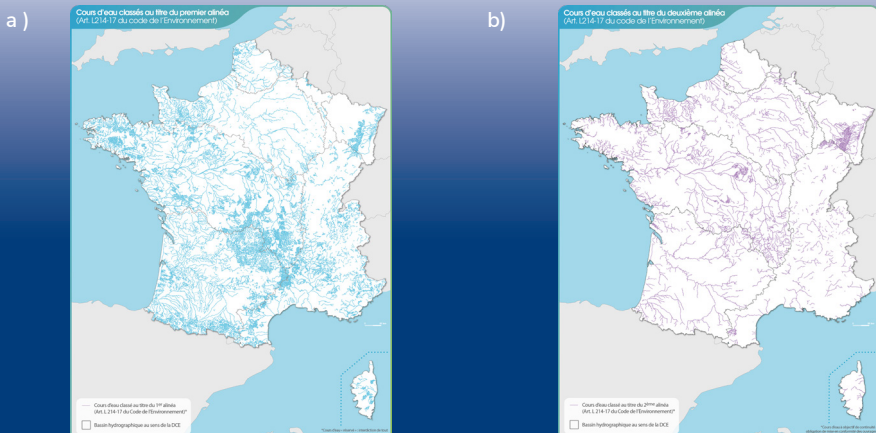 a )
Cours d'eau classés au titre du premier alinéa
(Art. L214-17 du code de l'Environnement)
Cours d'eau classé au titre du 1er alinéa
(Art. L 214-17 du Code de l'Environnement)*
Bassin hydrographique au sens de la DCE
b)
Cours d'eau classés au titre du deuxième alinéa
(Art. L214-17 du code de l'Environnement)
Cours d'eau classé au titre du 2ème alinéa
(Art. L 214-17 du Code de l'Environnement)*
Bassin hydrographique au sens de la DCE